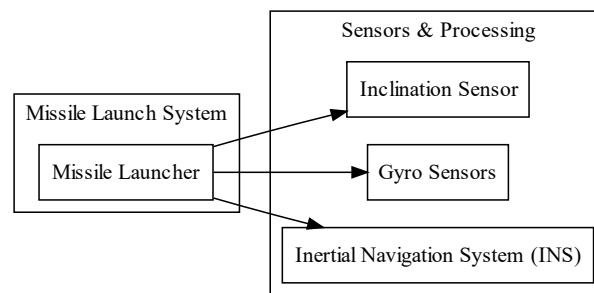 Sensors & Processing
Inclination Sensor
Missile Launch System
Missile Launcher
Gyro Sensors
Inertial Navigation System (INS)